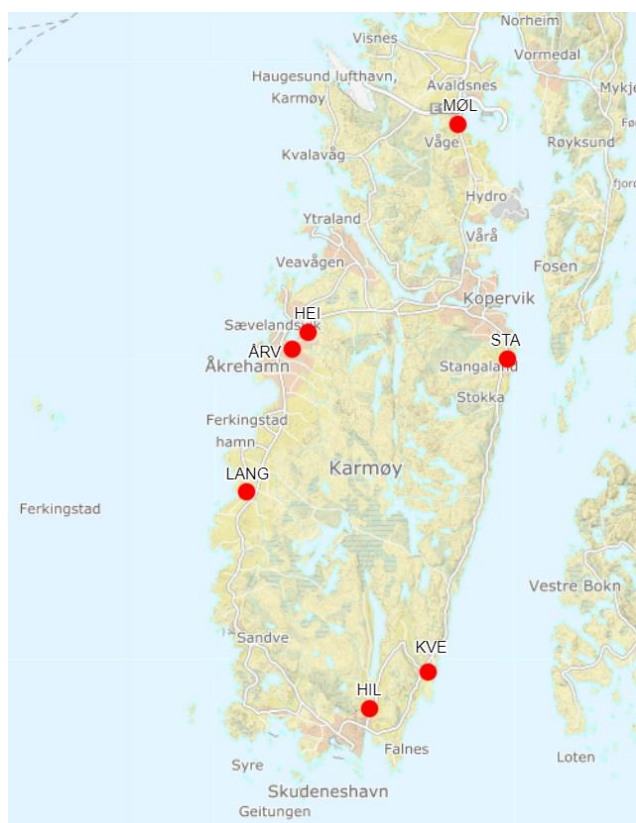 Norheim
Visnes
Vormedal
Haugesund lufthavn,
Karmøy
Avaldsnes
MØL
Mykje
Våge
Røyksund
Kvalavåg
fjord
Hydro
Ytraland
Vårå
Veavågen
Fosen
Kopervik
HEI
Sævelandsvik
STA
ÅRV
Åkrehamn
Stangaland
Stokka
Ferkingstad
hamn
LANG
Karmøy
Ferkingstad
Vestre Bokn
Sandve
KVE
HIL
Falnes
Syre
Loten
Skudeneshavn
Geitungen